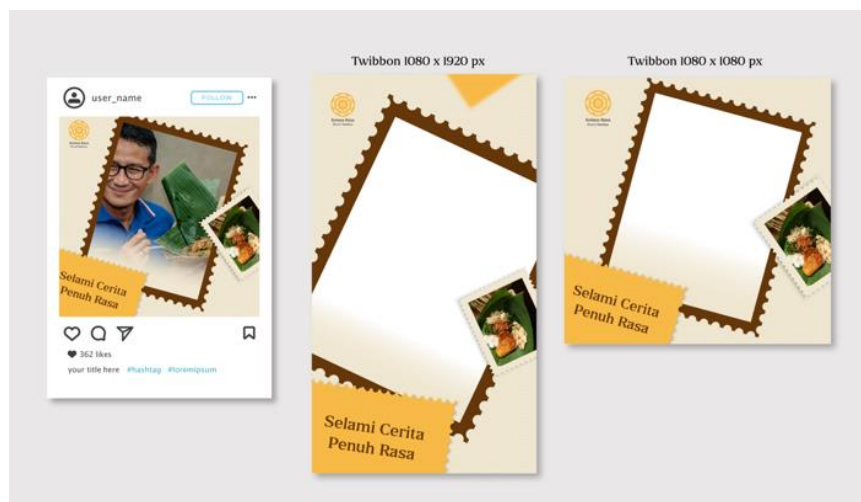 Twibbon 1080 x 1920 px
Twibbon 1080 x 1080 px
user_name
FOLLOW
Selami Cerita
Penuh Rasa
362 likes
your title here #hashtag #loremipsum
Selami Cerita
Penuh Rasa
Selami Cerita
Penuh Rasa